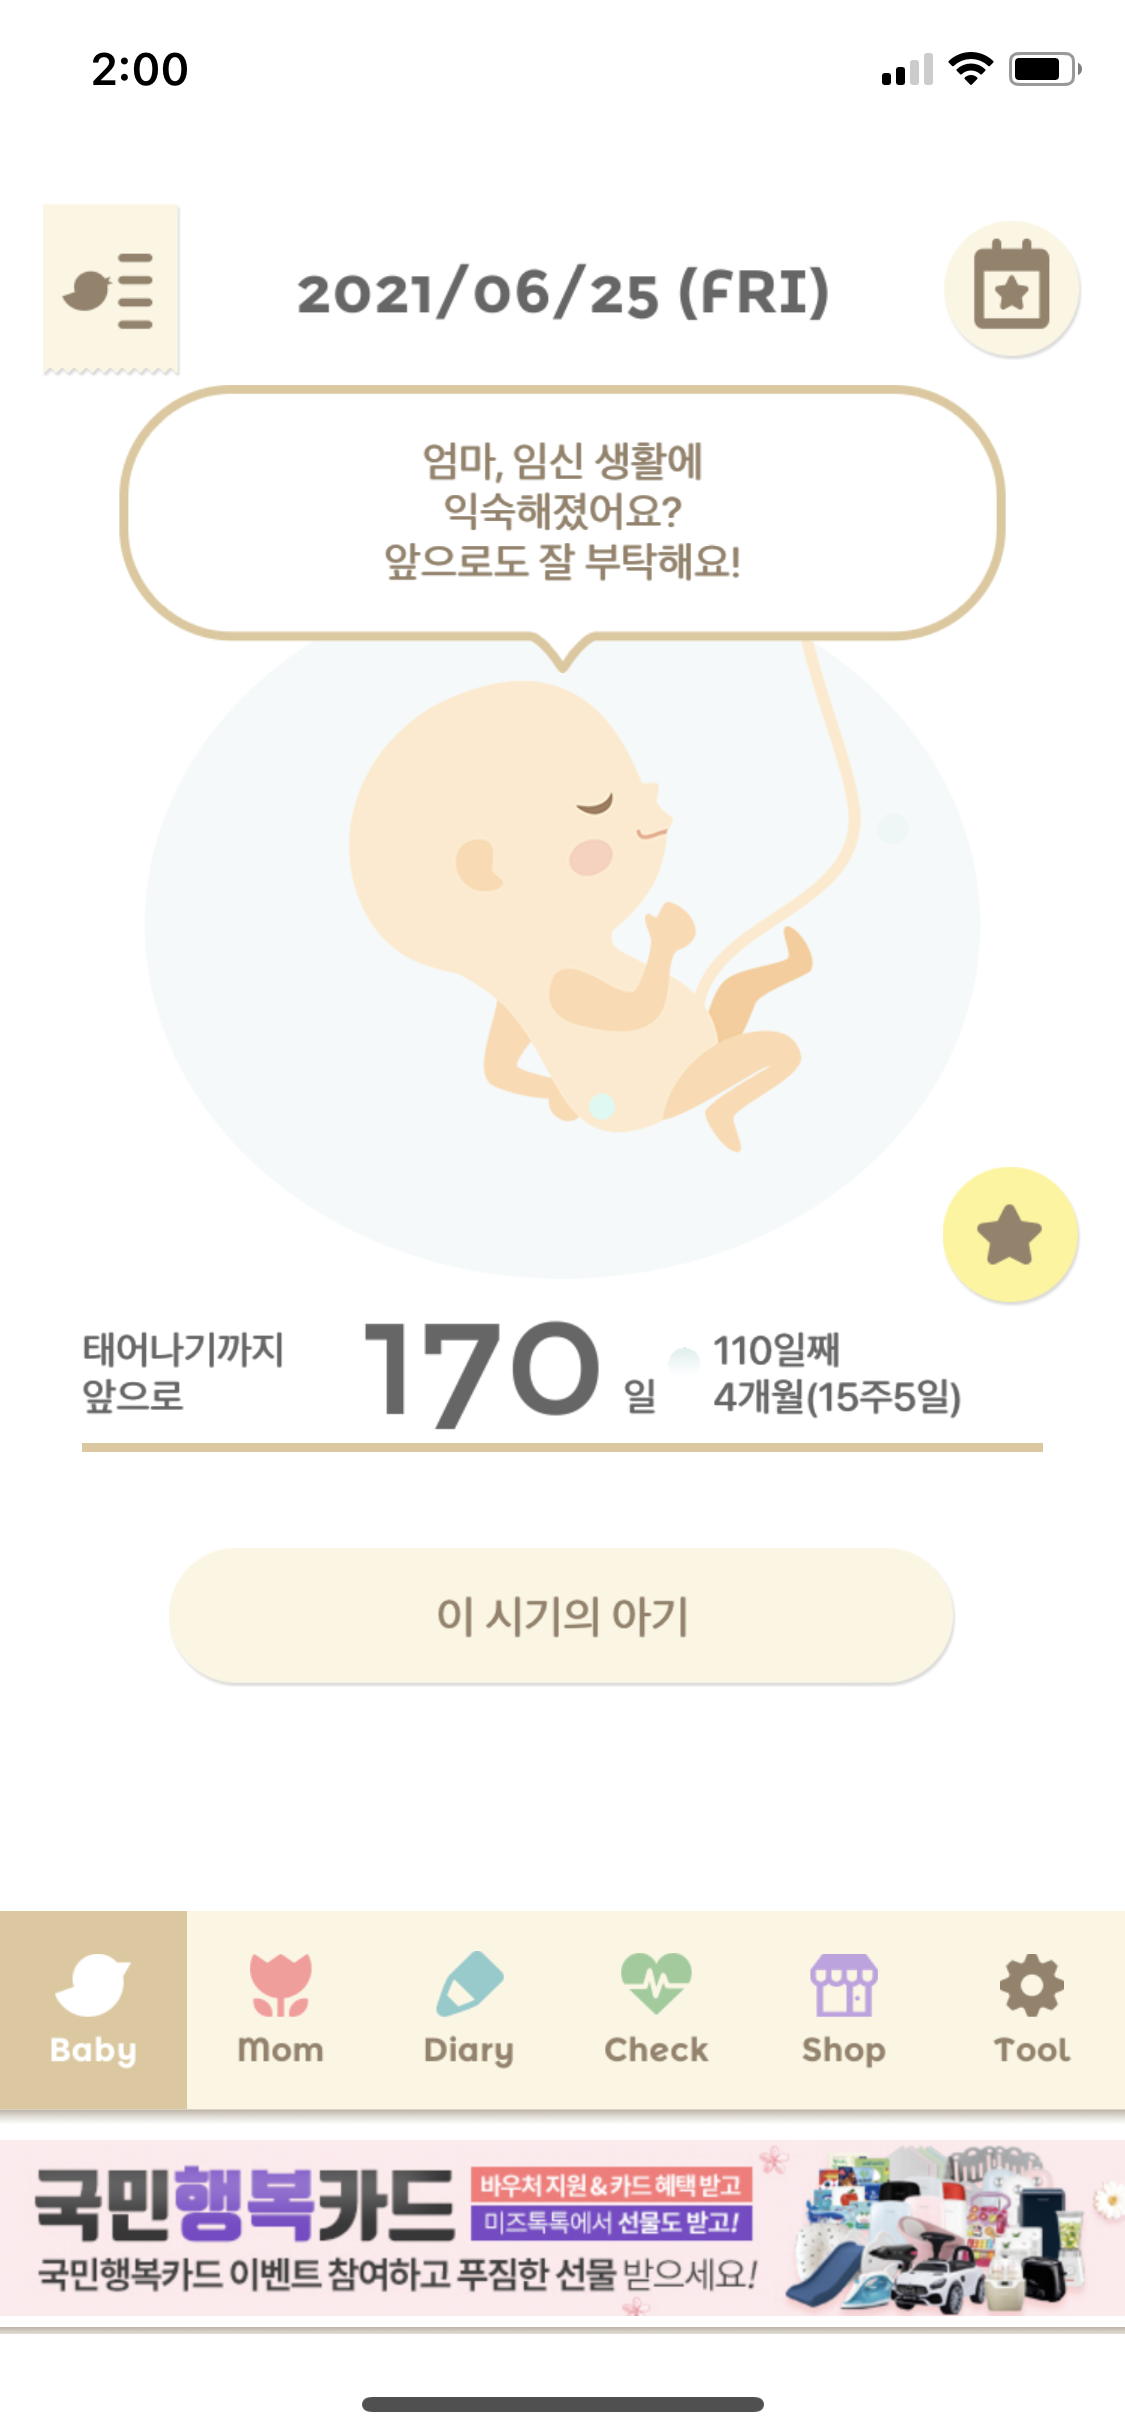 2:00
2021/06/25 (FRI)
엄마, 임신 생활에
익숙해졌어요?
앞으로도 잘 부탁해요!
태어나기까지
앞으로
170 일
110일째
4개월(15주5일)
이 시기의 아기
Baby
Mom
Diary
Check
Shop
Tool
국민행복카드
바우처 지원 & 카드 혜택 받고
미즈톡톡에서 선물도 받고!
국민행복카드 이벤트 참여하고 푸짐한 선물 받으세요!